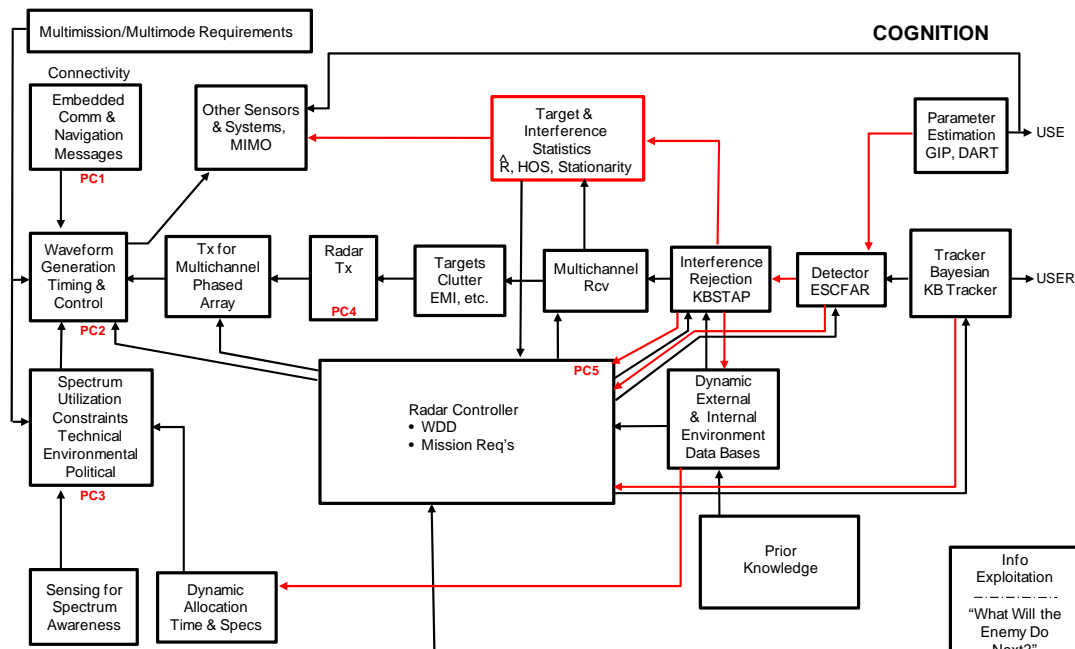 COGNITION
Multimission/Multimode Requirements
Connectivity
Embedded
Comm &
Navigation
Messages
PC1
Other Sensors
& Systems,
MIMO
Target &
Interference
Statistics
R̂, HOS, Stationarity
Parameter
Estimation
GIP, DART
USE
Waveform
Generation
Timing &
Control
PC2
Tx for
Multichannel
Phased
Array
Radar
Tx
PC4
Targets
Clutter
EMI, etc.
Multichannel
Rcv
Interference
Rejection
KBSTAP
Detector
ESCFAR
Tracker
Bayesian
KB Tracker
USER
Spectrum
Utilization
Constraints
Technical
Environmental
Political
PC3
PC5
Radar Controller
• WDD
• Mission Req's
Dynamic
External
& Internal
Environment
Data Bases
Sensing for
Spectrum
Awareness
Dynamic
Allocation
Time & Specs
Prior
Knowledge
Info
Exploitation
“What Will the
Enemy Do
Next?”